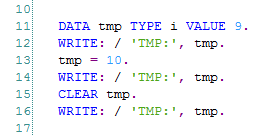 10
11 DATA tmp TYPE i VALUE 9.
12 WRITE: / 'TMP:', tmp.
13 tmp = 10.
14 WRITE: / 'TMP:', tmp.
15 CLEAR tmp.
16 WRITE: / 'TMP:', tmp.
17